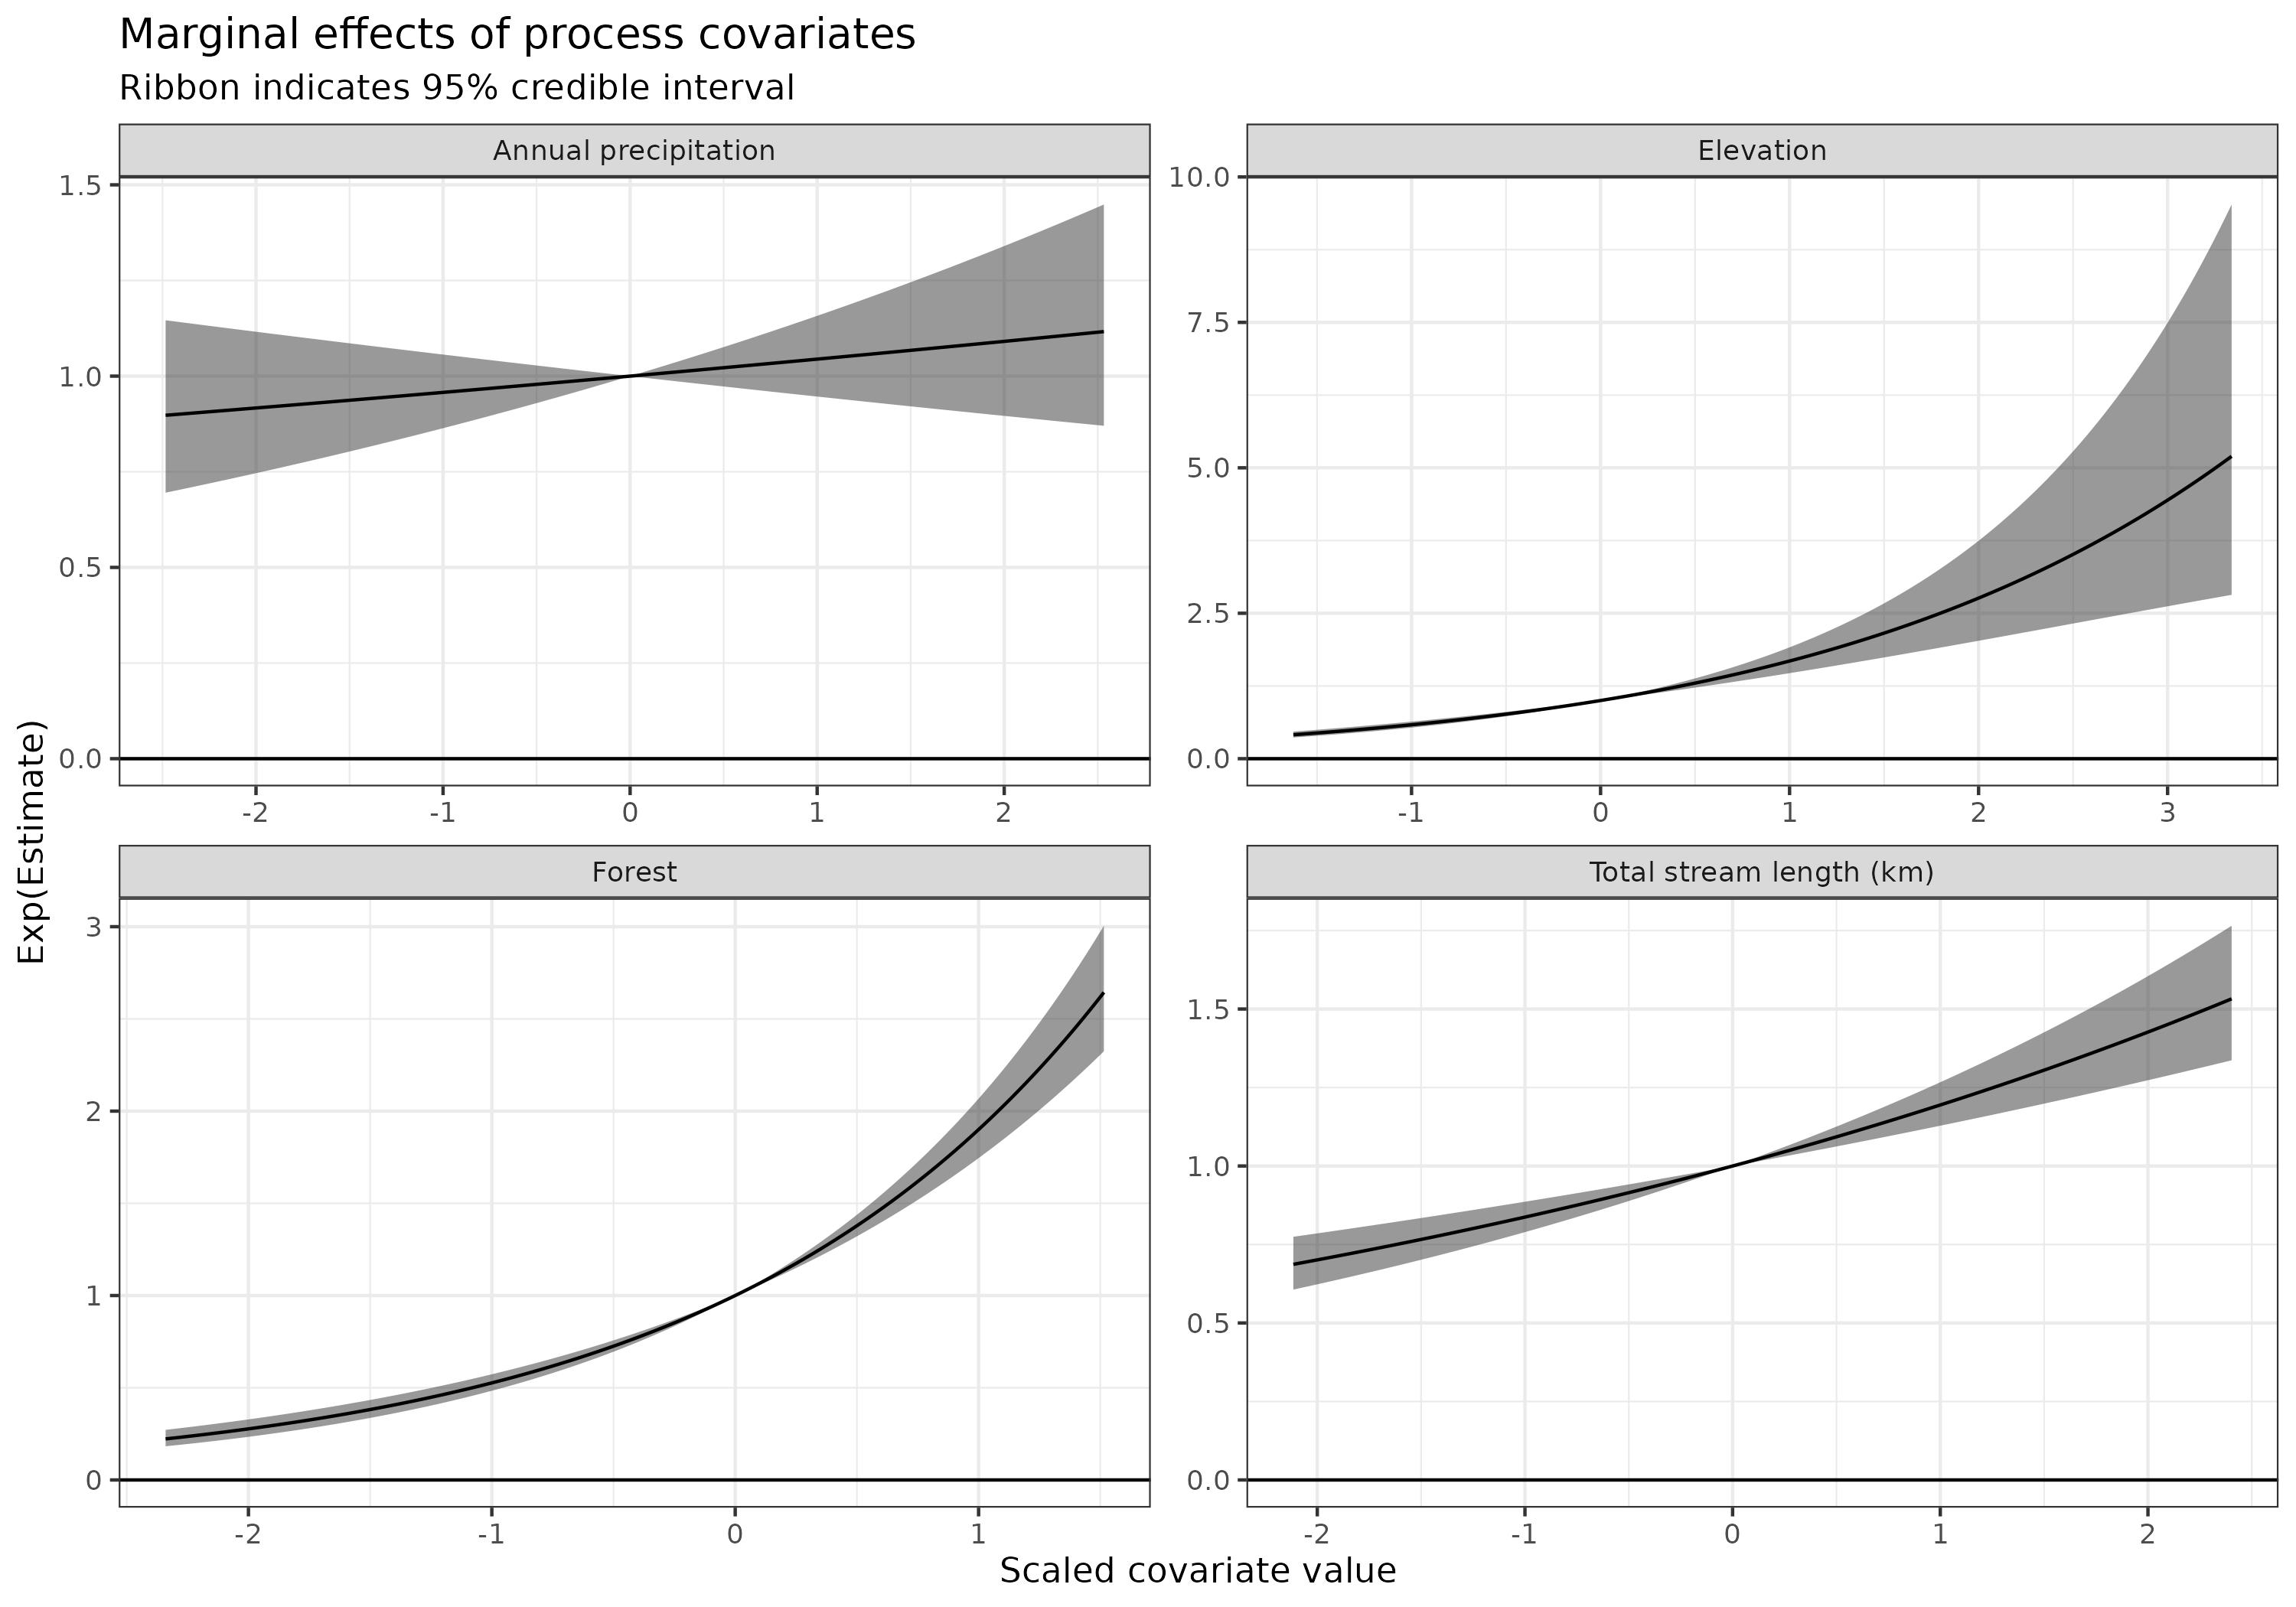 Marginal effects of process covariates
Ribbon indicates 95% credible interval
Annual precipitation
1.5
1.0
0.5
0.0
-2 -1 0 1 2
Elevation
10.0
7.5
5.0
2.5
0.0
-1 0 1 2 3
Exp(Estimate)
Forest
3
2
1
0
-2 -1 0 1
Total stream length (km)
1.5
1.0
0.5
0.0
-2 -1 0 1 2
Scaled covariate value